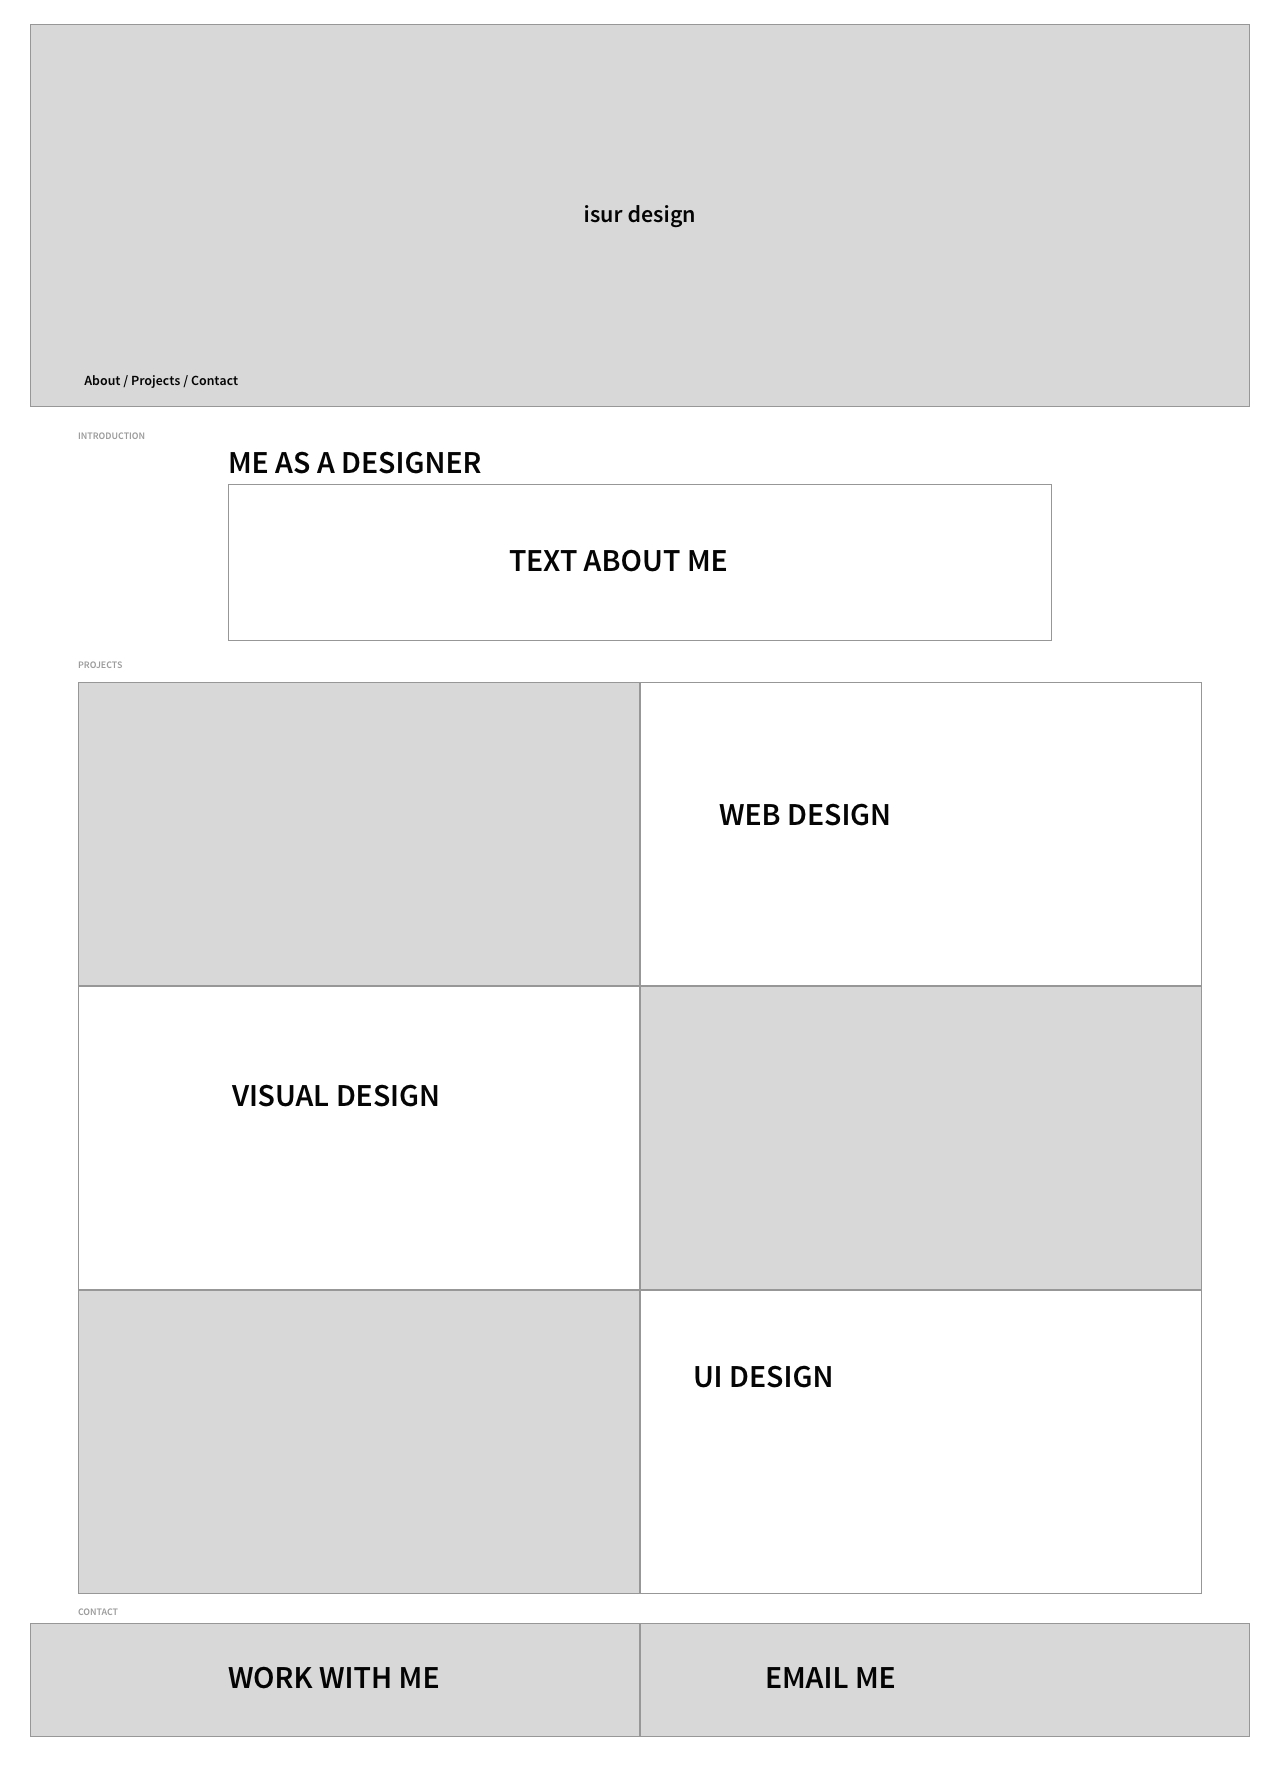 isur design
About / Projects / Contact
INTRODUCTION
ME AS A DESIGNER
TEXT ABOUT ME
PROJECTS
WEB DESIGN
VISUAL DESIGN
UI DESIGN
CONTACT
WORK WITH ME
EMAIL ME